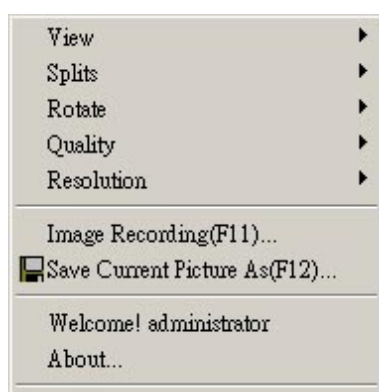 View
Splits
Rotate
Quality
Resolution
Image Recording(F11)...
Save Current Picture As(F12)...
Welcome! administrator
About...